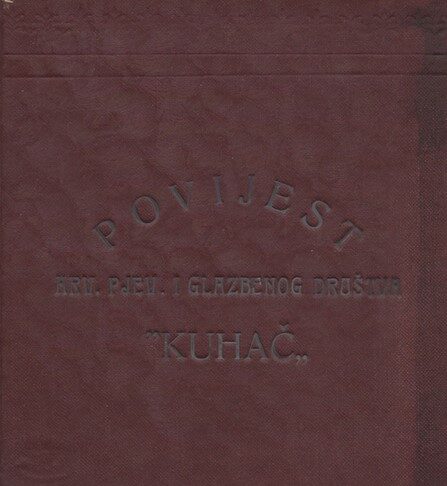 POVIJEST
HRV. PJEV. I GLAZBENOG DRUŠTVA
"KUHAČ„